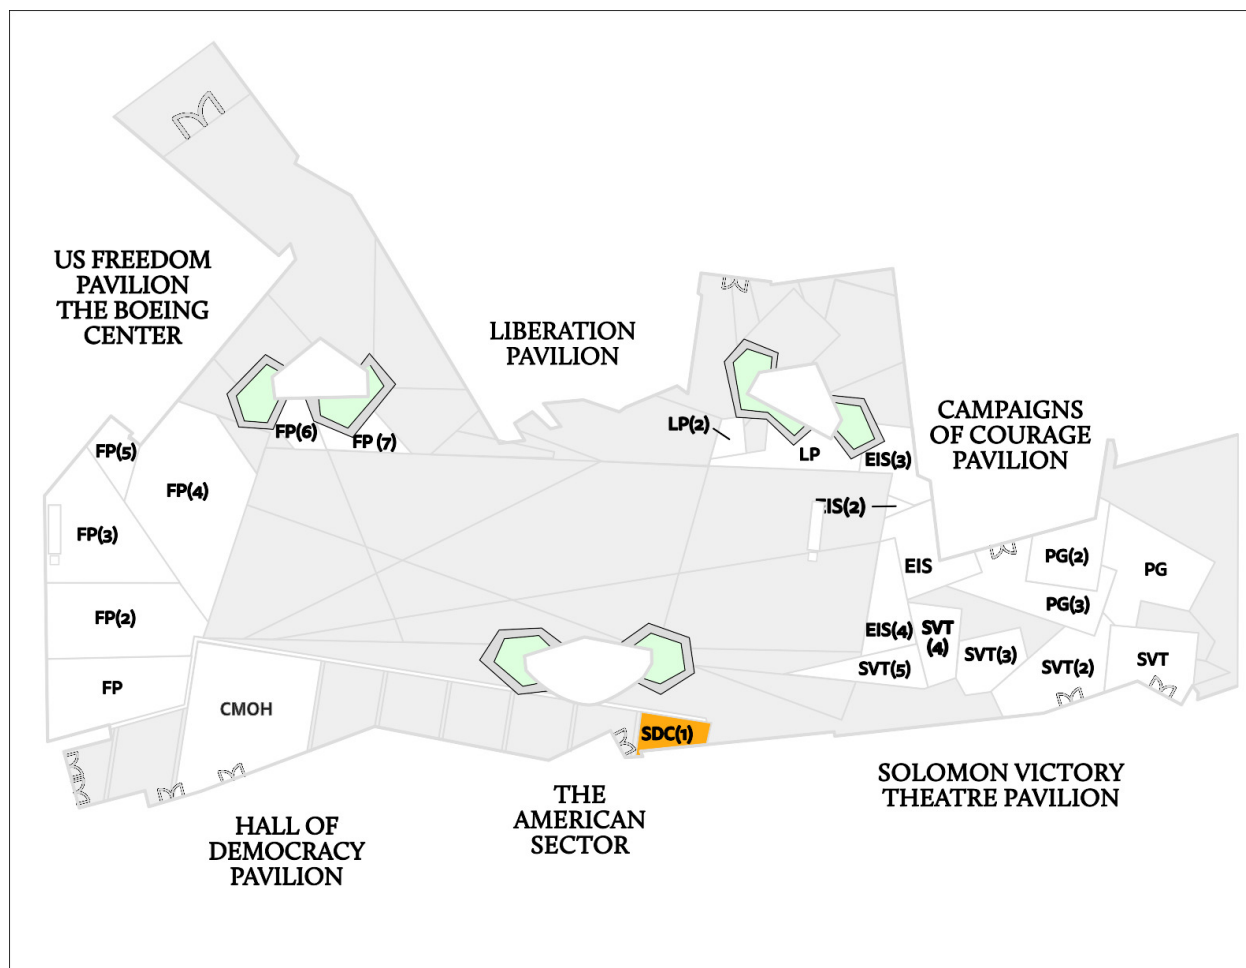 US FREEDOM
PAVILION
THE BOEING
CENTER
LIBERATION
PAVILION
CAMPAIGNS
OF COURAGE
PAVILION
FP(6)
FP (7)
FP(5)
FP(4)
FP(3)
FP(2)
FP
CMOH
LP(2)
LP
EIS(3)
EIS(2)
EIS
EIS(4)
PG(2)
PG
PG(3)
SVT
(4)
SVT(3)
SVT(5)
SVT(2)
SVT
SDC(1)
SOLOMON VICTORY
THEATRE PAVILION
THE
AMERICAN
SECTOR
HALL OF
DEMOCRACY
PAVILION